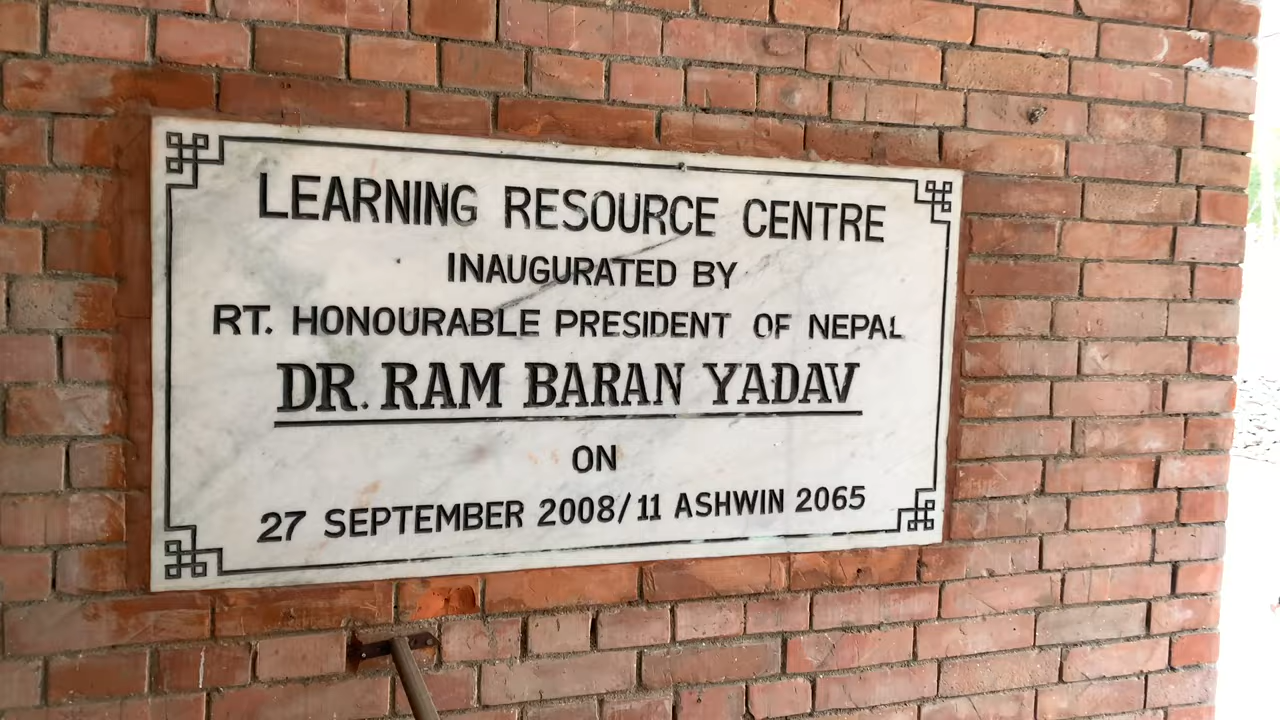 LEARNING RESOURCE CENTRE
INAUGURATED BY
RT. HONOURABLE PRESIDENT OF NEPAL
DR. RAM BARAN YADAV
ON
27 SEPTEMBER 2008/11 ASHWIN 2065